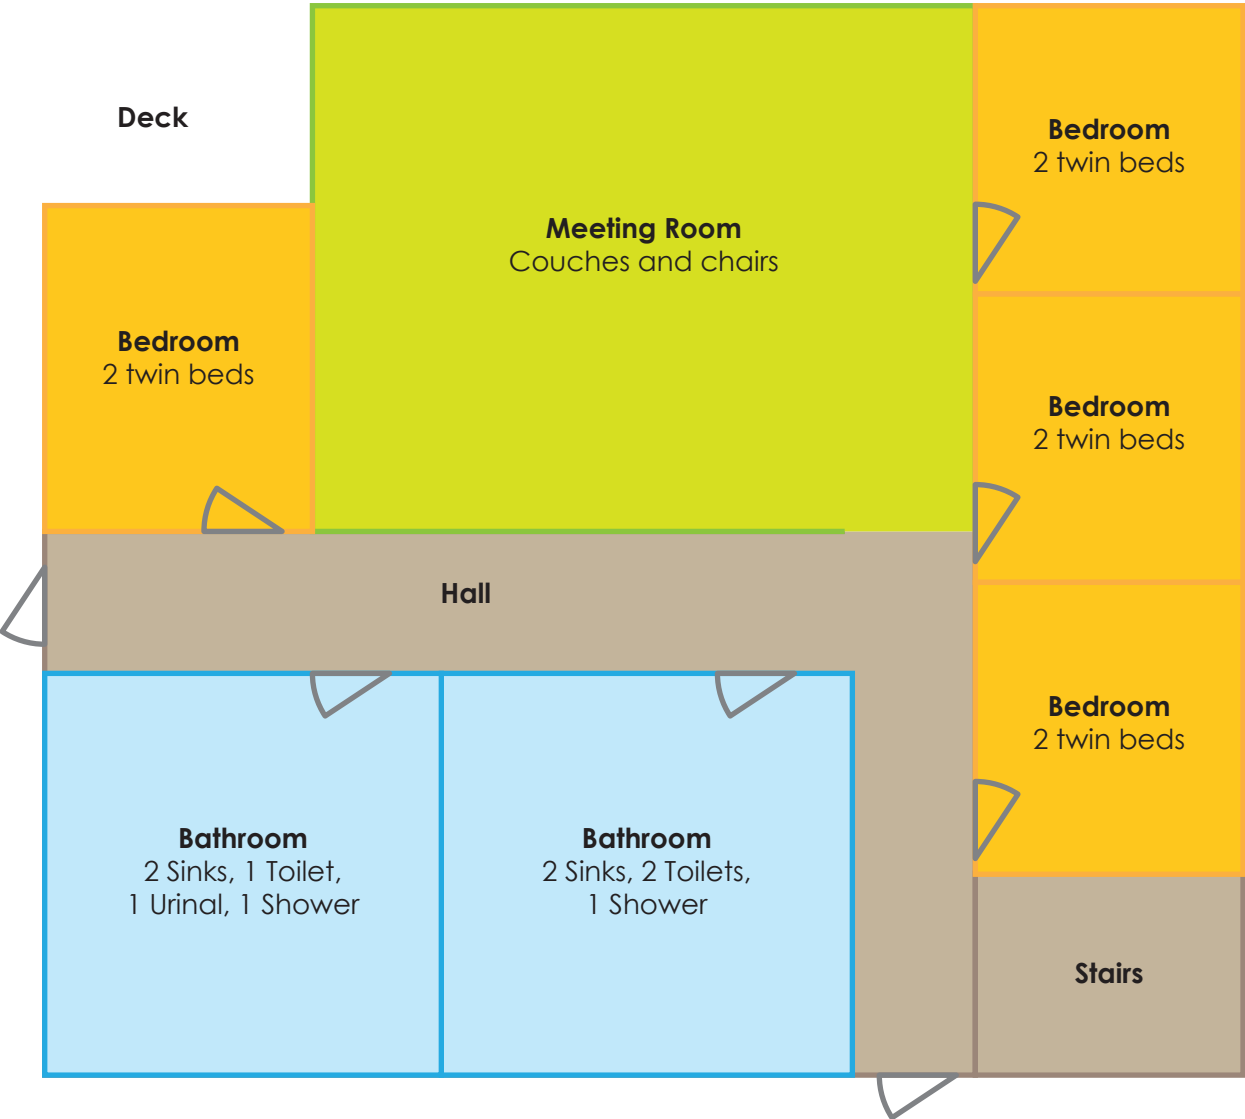 Deck
Bedroom
2 twin beds
Meeting Room
Couches and chairs
Bedroom
2 twin beds
Bedroom
2 twin beds
Hall
Bedroom
2 twin beds
Bathroom
2 Sinks, 1 Toilet,
1 Urinal, 1 Shower
Bathroom
2 Sinks, 2 Toilets,
1 Shower
Stairs